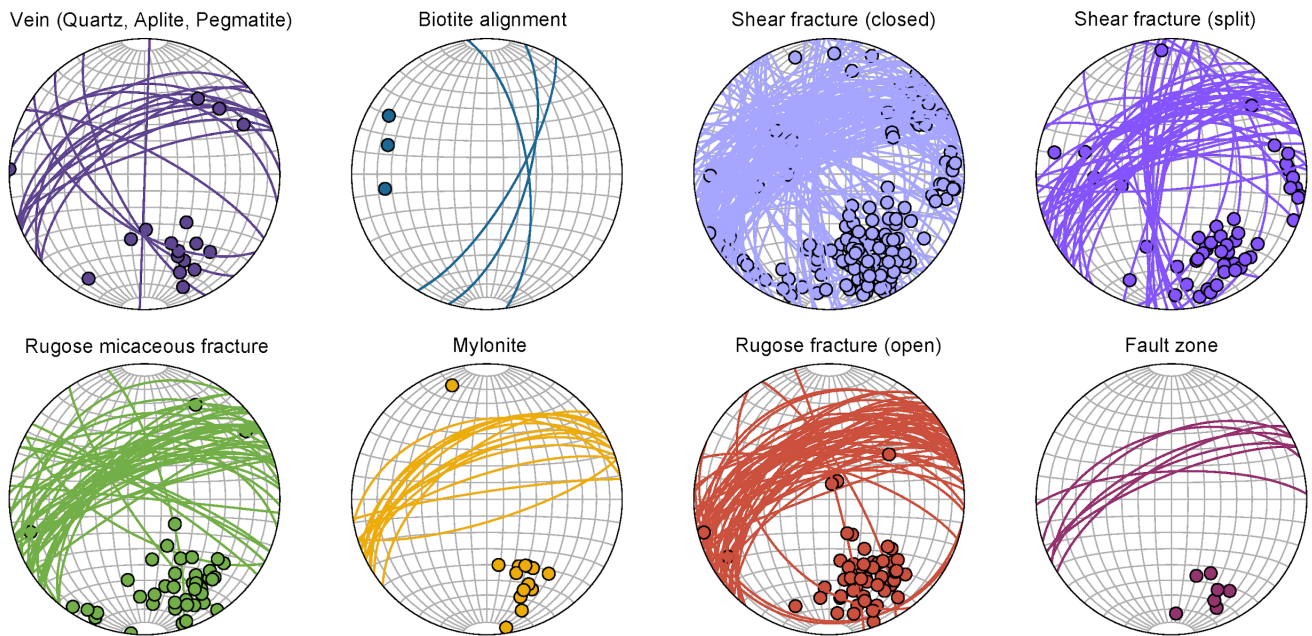 Vein (Quartz, Aplite, Pegmatite)
Biotite alignment
Shear fracture (closed)
Shear fracture (split)
Rugose micaceous fracture
Mylonite
Rugose fracture (open)
Fault zone